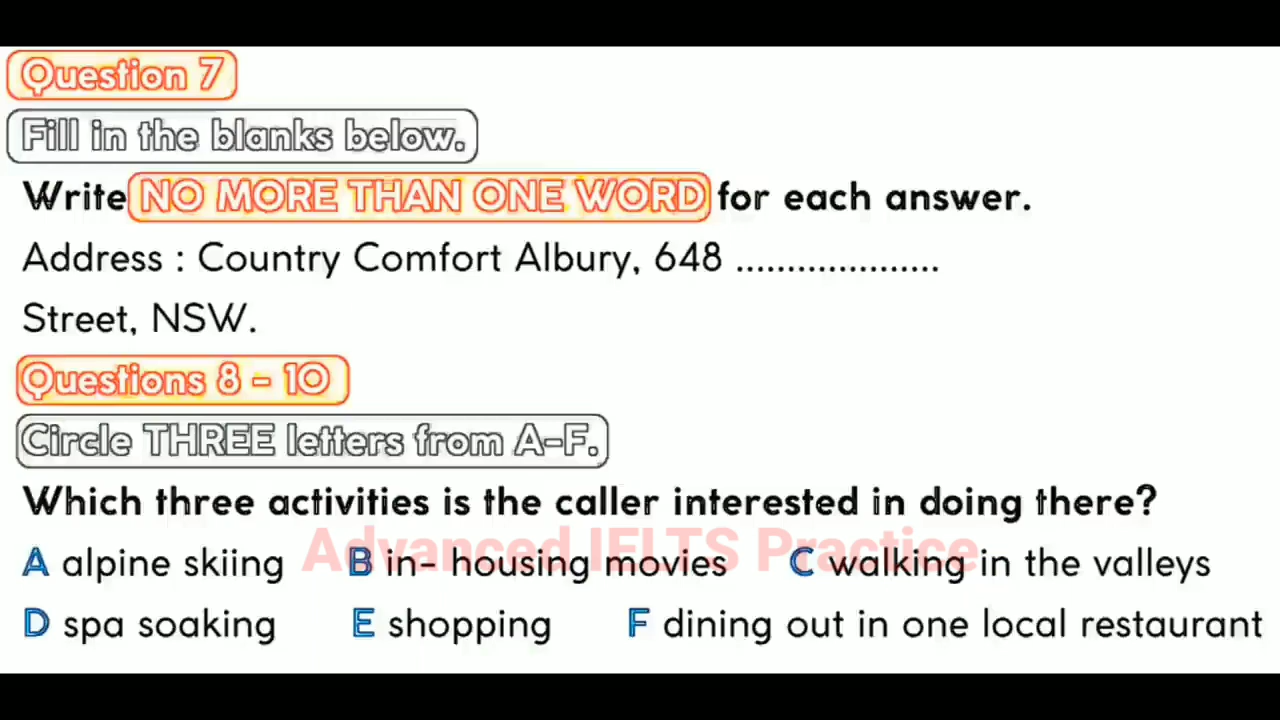 Question 7
Fill in the blanks below.
Write NO MORE THAN ONE WORD for each answer.
Address : Country Comfort Albury, 648 ....................
Street, NSW.
Questions 8 - 10
Circle THREE letters from A-F.
Which three activities is the caller interested in doing there?
Advanced IELTS Practice
A alpine skiing B in- housing movies C walking in the valleys
D spa soaking E shopping F dining out in one local restaurant